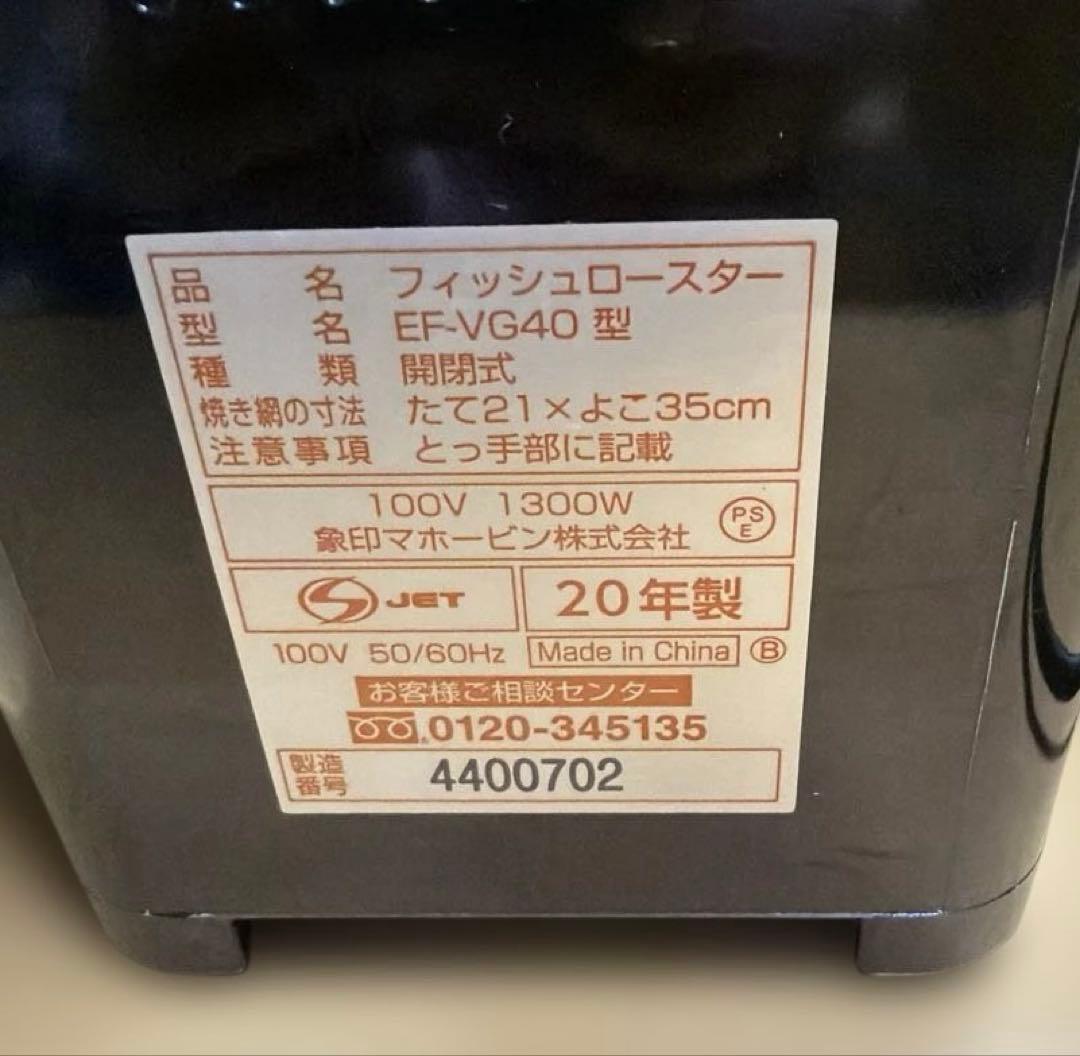 品名 フィッシュロースター
型名 EF-VG40 型
種類 開閉式
焼き網の寸法 たて21×よこ35cm
注意事項 とっ手部に記載
100V 1300W
象印マホービン株式会社
PSE
JET
20年製
100V 50/60Hz Made in China Ⓑ
お客様ご相談センター
0120-345135
製造番号 4400702